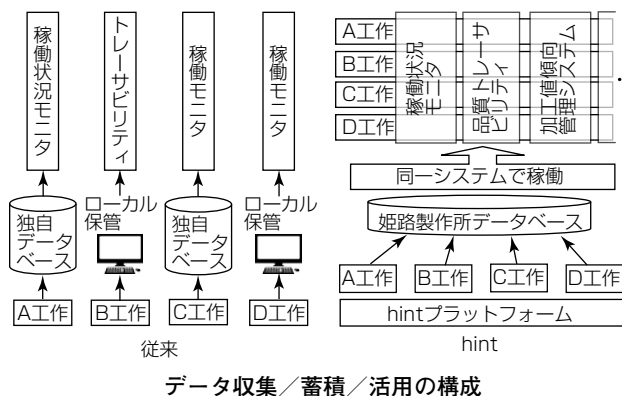 稼働状況モニタ
トレーサビリティ
稼働モニタ
稼働モニタ
独自
データ
ベース
ローカル
保管
独自
データ
ベース
ローカル
保管
A工作
B工作
C工作
D工作
従来
A工作
B工作
C工作
D工作
稼働状況
モニタ
品質トレーサ
ビリティ
加工値傾向
管理システム
同一システムで稼働
姫路製作所データベース
A工作
B工作
C工作
D工作
hintプラットフォーム
hint
データ収集／蓄積／活用の構成